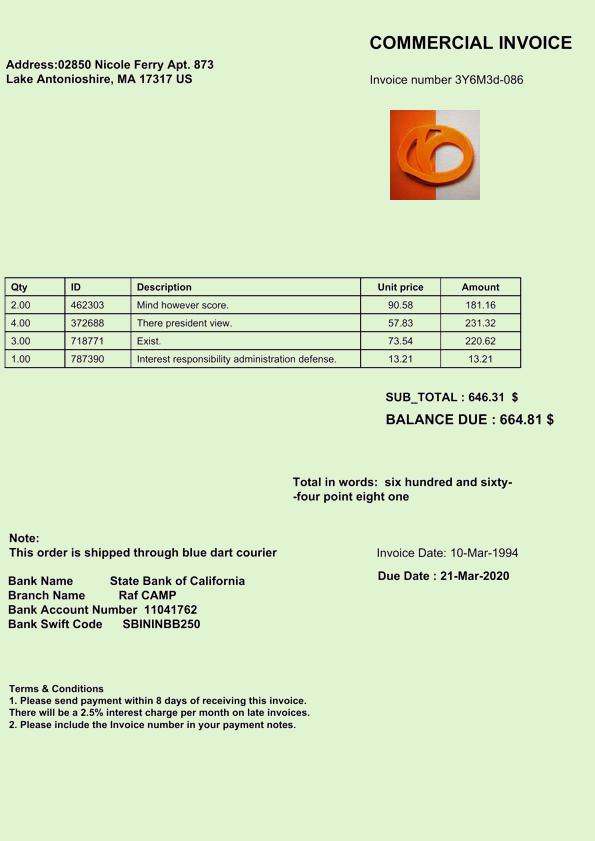 COMMERCIAL INVOICE
Address:02850 Nicole Ferry Apt. 873
Lake Antonioshire, MA 17317 US
Invoice number 3Y6M3d-086
Qty ID Description Unit price Amount
2.00 462303 Mind however score. 90.58 181.16
4.00 372688 There president view. 57.83 231.32
3.00 718771 Exist. 73.54 220.62
1.00 787390 Interest responsibility administration defense. 13.21 13.21
SUB_TOTAL : 646.31 $
BALANCE DUE : 664.81 $
Total in words: six hundred and sixty-
-four point eight one
Note:
This order is shipped through blue dart courier
Invoice Date: 10-Mar-1994
Due Date : 21-Mar-2020
Bank Name State Bank of California
Branch Name Raf CAMP
Bank Account Number 11041762
Bank Swift Code SBININBB250
Terms & Conditions
1. Please send payment within 8 days of receiving this invoice.
There will be a 2.5% interest charge per month on late invoices.
2. Please include the Invoice number in your payment notes.